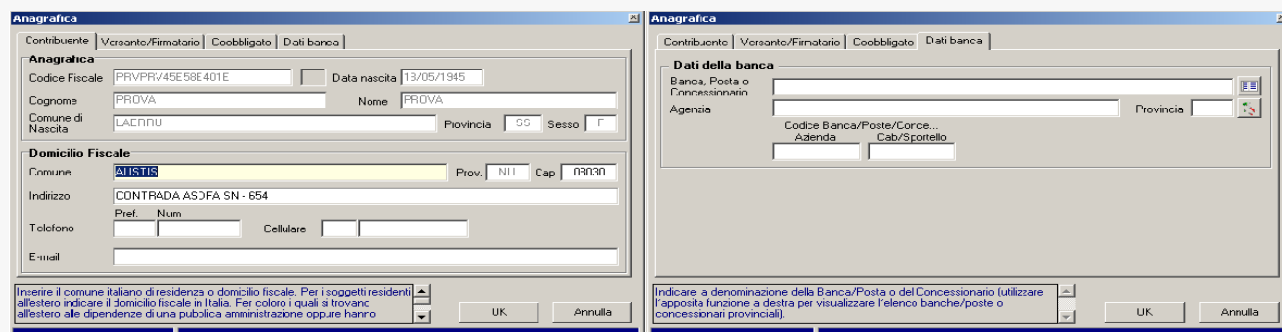 Anagrafica
Contribuente Versante/Firmatario Coobbligato Dati banca
Anagrafica
Codice Fiscale PRVPRV45E58E401E Data nascita 18/05/1945
Cognome PROVA Nome PROVA
Comune di Nascita LAERRU Provincia SS Sesso F
Domicilio Fiscale
Comune AUSTIS Prov. NU Cap 08030
Indirizzo CONTRADA ASDFA SN - 654
Pref. Num
Telefono Cellulare
E-mail
Inserire il comune italiano di residenza o domicilio fiscale. Per i soggetti residenti
all'estero indicare il domicilio fiscale in Italia. Per coloro i quali si trovano
all'estero alle dipendenze di una pubblica amministrazione oppure hanno
OK Annulla
Anagrafica
Contribuente Versante/Firmatario Coobbligato Dati banca
Dati della banca
Banca, Posta o
Concessionario
Agenzia Provincia
Codice Banca/Poste/Conce...
Azienda Cab/Sportello
Indicare a denominazione della Banca/Posta o del Concessionario (utilizzare
l'apposita funzione a destra per visualizzare l'elenco banche/poste o
concessionari provinciali).
OK Annulla